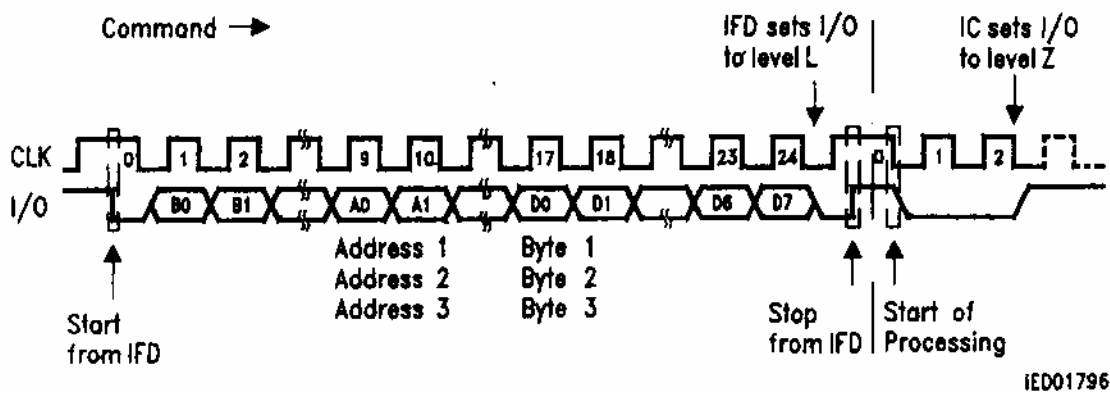 Command →
IFD sets I/O
to level L
IC sets I/O
to level Z
CLK 0 1 2 9 10 17 18 23 24 0 1 2
I/O B0 B1 A0 A1 D0 D1 D6 D7
Address 1 Byte 1
Address 2 Byte 2
Address 3 Byte 3
Start
from IFD
Stop
from IFD
Start of
Processing
IED01796